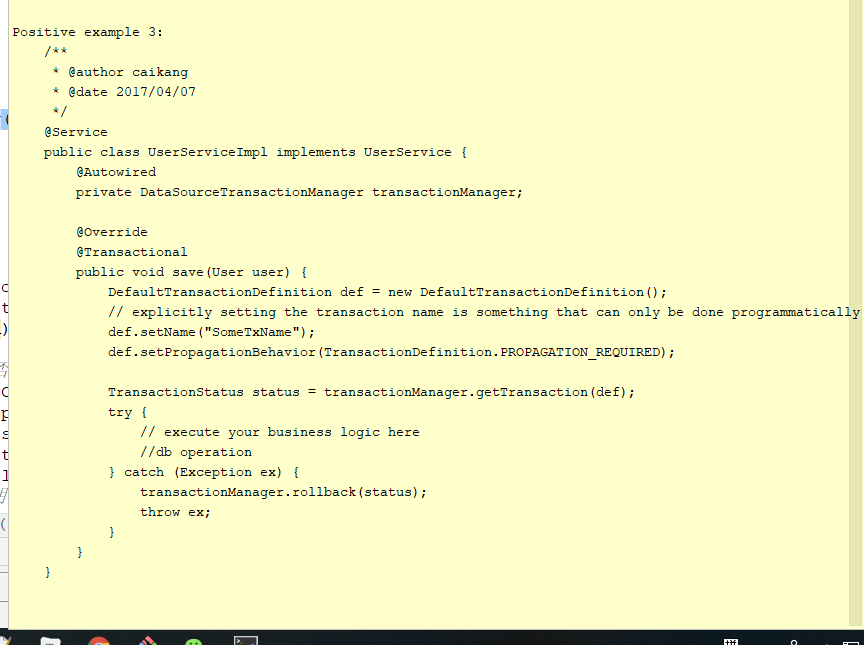 Positive example 3:
/**
* @author caikang
* @date 2017/04/07
*/
@Service
public class UserServiceImpl implements UserService {
@Autowired
private DataSourceTransactionManager transactionManager;
@Override
@Transactional
public void save(User user) {
DefaultTransactionDefinition def = new DefaultTransactionDefinition();
// explicitly setting the transaction name is something that can only be done programmatically
def.setName("SomeTxName");
def.setPropagationBehavior(TransactionDefinition.PROPAGATION_REQUIRED);
TransactionStatus status = transactionManager.getTransaction(def);
try {
// execute your business logic here
//db operation
} catch (Exception ex) {
transactionManager.rollback(status);
throw ex;
}
}
}